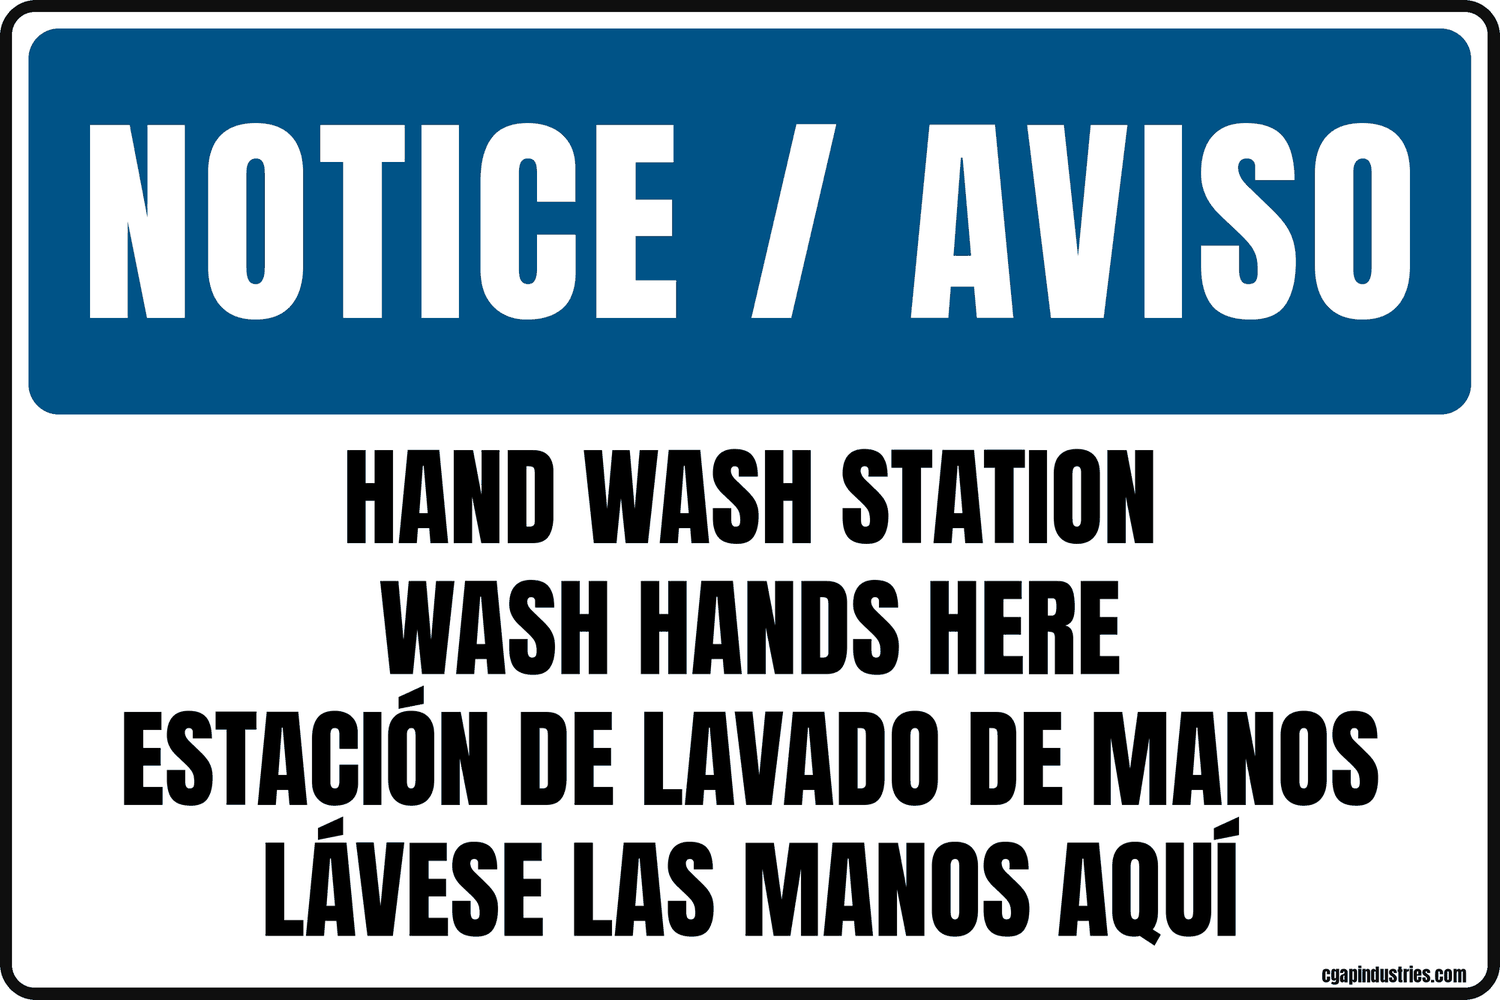 NOTICE / AVISO
HAND WASH STATION
WASH HANDS HERE
ESTACIÓN DE LAVADO DE MANOS
LÁVESE LAS MANOS AQUÍ
cgapindustries.com